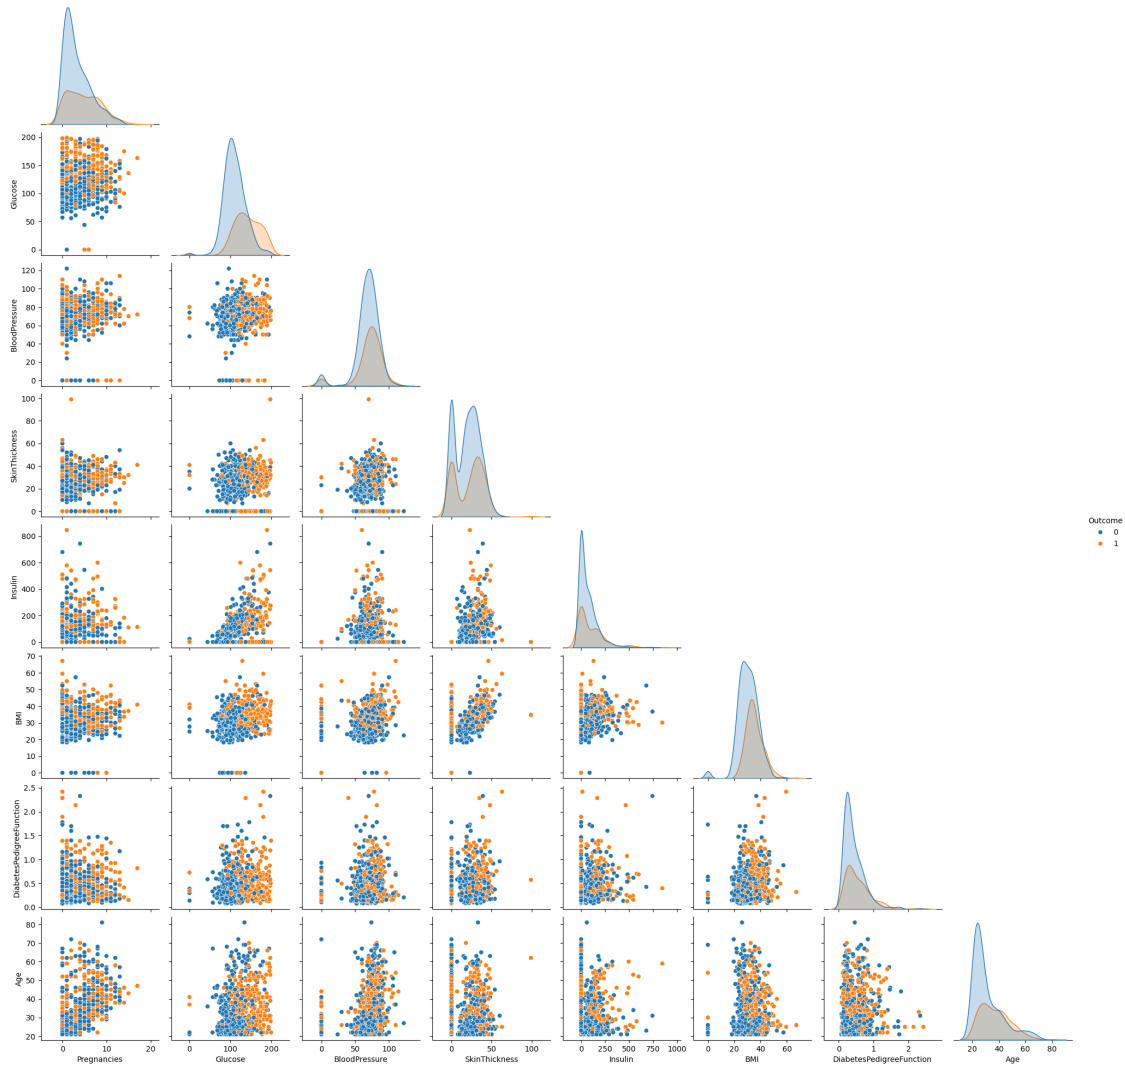 200
150
100
50
0
Glucose
120
100
80
60
40
20
0
BloodPressure
100
80
60
40
20
0
SkinThickness
800
600
400
200
0
Insulin
Outcome
0
1
70
60
50
40
30
20
10
0
BMI
2.5
2.0
1.5
1.0
0.5
0.0
DiabetesPedigreeFunction
80
70
60
50
40
30
20
Age
0 10 20
0 100 200
0 50 100
0 50 100
0 250 500 750 1000
0 20 40 60
0 1 2
20 40 60 80
Pregnancies Glucose BloodPressure SkinThickness Insulin BMI DiabetesPedigreeFunction Age